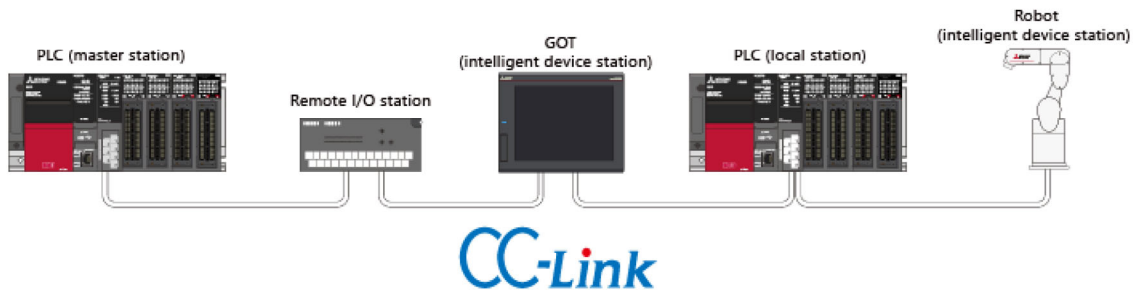 Robot
(intelligent device station)
GOT
(intelligent device station)
PLC (master station)
PLC (local station)
Remote I/O station
CC-Link